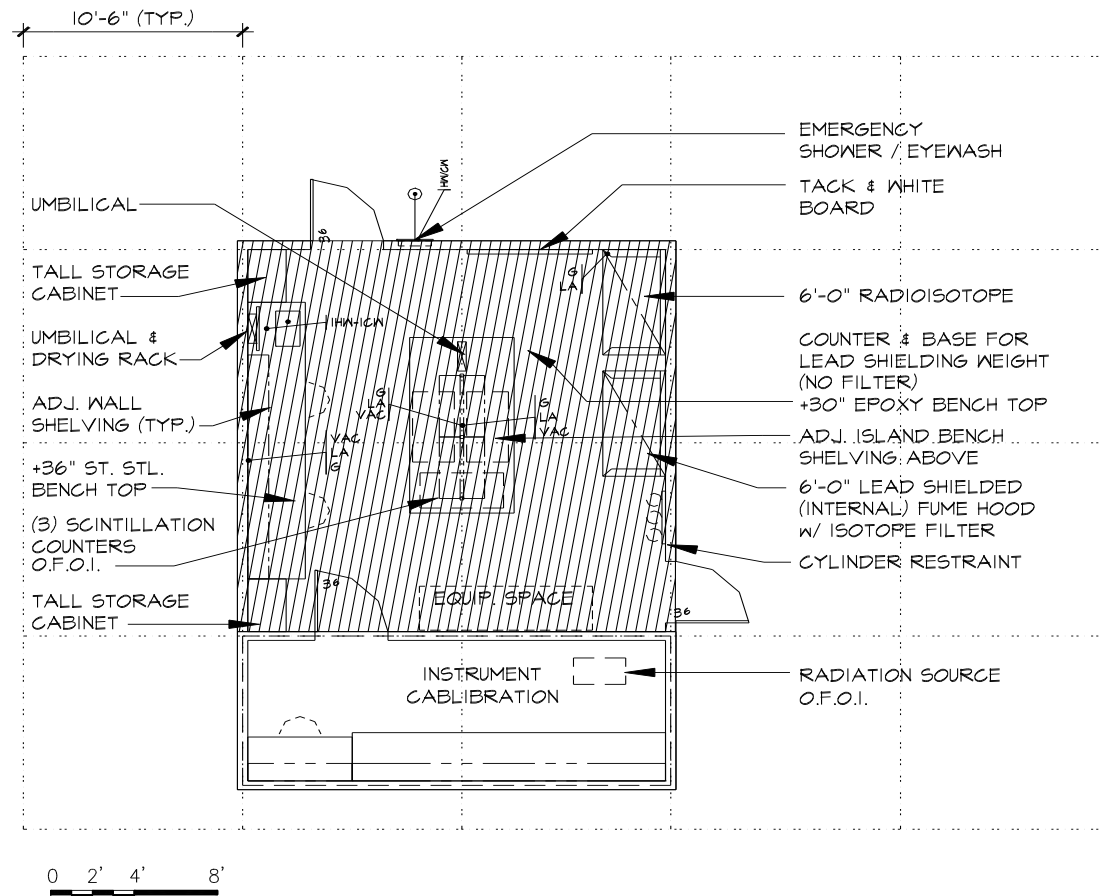 10'-6" (TYP.)
EMERGENCY
SHOWER / EYEWASH
TACK & WHITE
BOARD
HW/CW
UMBILICAL
36
TALL STORAGE
CABINET
G
LA
6'-0" RADIOISOTOPE
UMBILICAL &
DRYING RACK
IHW-ICW
COUNTER & BASE FOR
LEAD SHIELDING WEIGHT
(NO FILTER)
+30" EPOXY BENCH TOP
ADJ. WALL
SHELVING (TYP.)
G
LA
VAC
G
LA
VAC
VAC
LA
G
ADJ. ISLAND BENCH
SHELVING ABOVE
+36" ST. STL.
BENCH TOP
6'-0" LEAD SHIELDED
(INTERNAL) FUME HOOD
W/ ISOTOPE FILTER
(3) SCINTILLATION
COUNTERS
O.F.O.I.
CYLINDER RESTRAINT
TALL STORAGE
CABINET
36
EQUIP. SPACE
36
INSTRUMENT
CABLIBRATION
RADIATION SOURCE
O.F.O.I.
0 2' 4' 8'